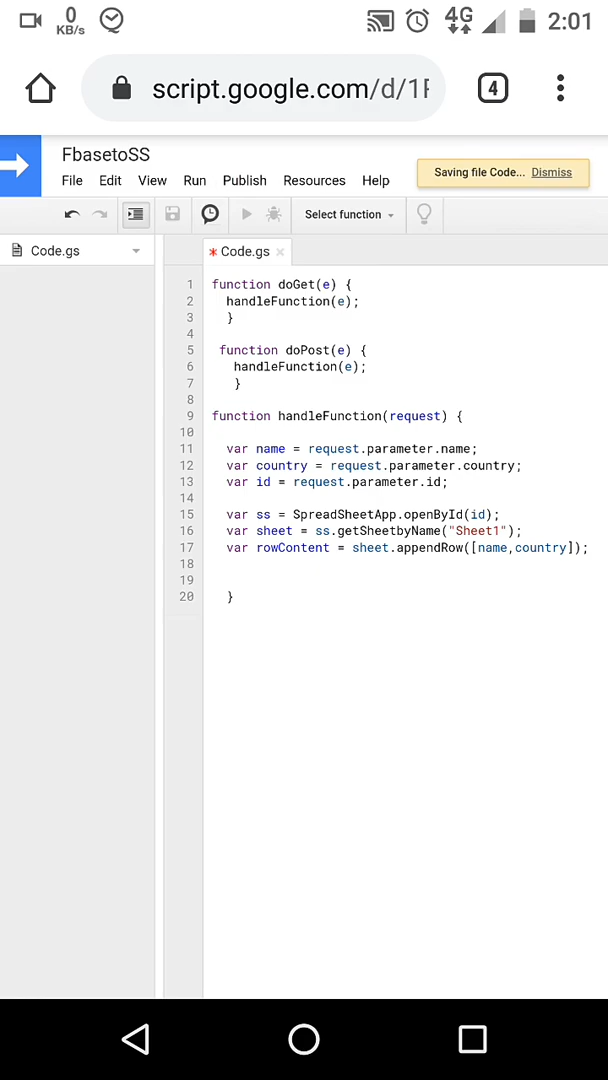 0
KB/s
4G
2:01
script.google.com/d/1F
4
FbasetoSS
File Edit View Run Publish Resources Help
Saving file Code... Dismiss
Select function
Code.gs
* Code.gs ×
1 function doGet(e) {
2 handleFunction(e);
3 }
4
5 function doPost(e) {
6 handleFunction(e);
7 }
8
9 function handleFunction(request) {
10
11 var name = request.parameter.name;
12 var country = request.parameter.country;
13 var id = request.parameter.id;
14
15 var ss = SpreadSheetApp.openById(id);
16 var sheet = ss.getSheetbyName("Sheet1");
17 var rowContent = sheet.appendRow([name,country]);
18
19
20 }